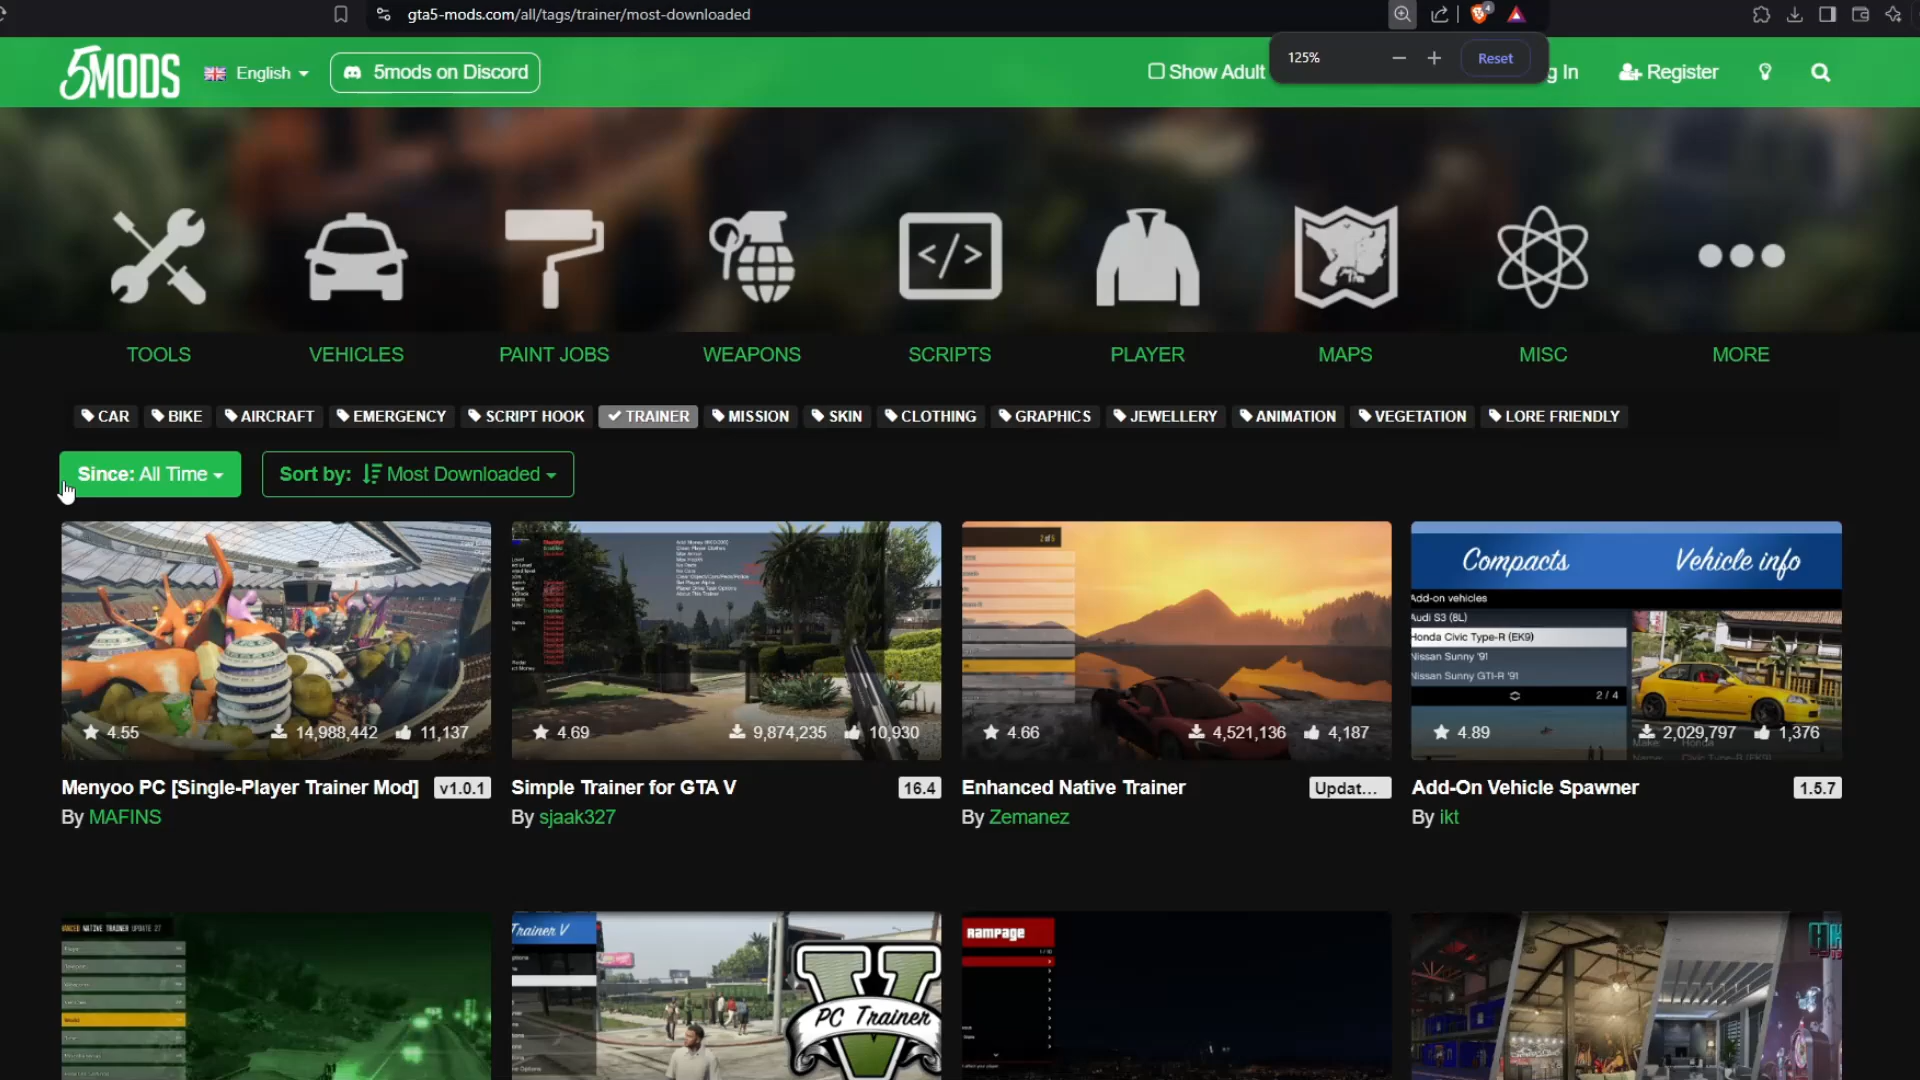 gta5-mods.com/all/tags/trainer/most-downloaded
4
125%
Reset
5MODS
English
5mods on Discord
Show Adult
g In
Register
TOOLS
VEHICLES
PAINT JOBS
WEAPONS
SCRIPTS
PLAYER
MAPS
MISC
MORE
CAR
BIKE
AIRCRAFT
EMERGENCY
SCRIPT HOOK
TRAINER
MISSION
SKIN
CLOTHING
GRAPHICS
JEWELLERY
ANIMATION
VEGETATION
LORE FRIENDLY
Since: All Time
Sort by: Most Downloaded
4.55
14,988,442
11,137
Menyoo PC [Single-Player Trainer Mod]
v1.0.1
By MAFINS
4.69
9,874,235
10,930
Simple Trainer for GTA V
16.4
By sjaak327
4.66
4,521,136
4,187
Enhanced Native Trainer
Updat...
By Zemanez
Compacts
Vehicle info
Add-on vehicles
Audi S3 (8L)
Honda Civic Type-R (EK9)
Nissan Sunny '91
Nissan Sunny GTI-R '91
2 / 4
4.89
2,029,797
1,376
Add-On Vehicle Spawner
1.5.7
By ikt
NATIVE TRAINER UPDATE 27
Trainer V
V
PC Trainer
Rampage